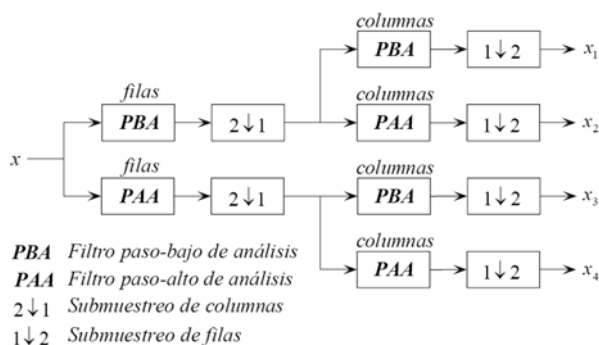 columnas
PBA
1↓2
x1
filas
columnas
PBA
2↓1
PAA
1↓2
x2
x
filas
columnas
PAA
2↓1
PBA
1↓2
x3
columnas
PAA
1↓2
x4
PBA Filtro paso-bajo de análisis
PAA Filtro paso-alto de análisis
2↓1 Submuestreo de columnas
1↓2 Submuestreo de filas